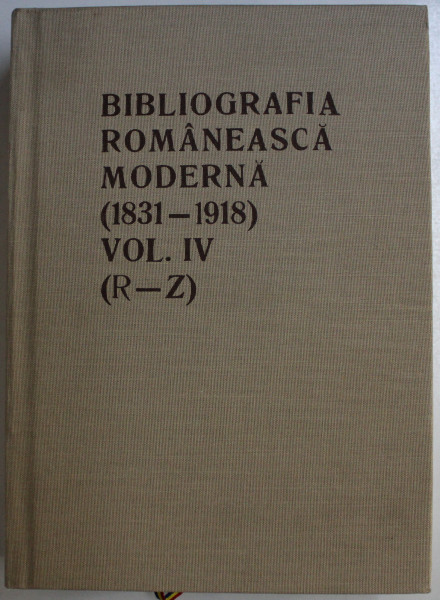 BIBLIOGRAFIA
ROMÂNEASCĂ
MODERNĂ
(1831—1918)
VOL. IV
(R—Z)